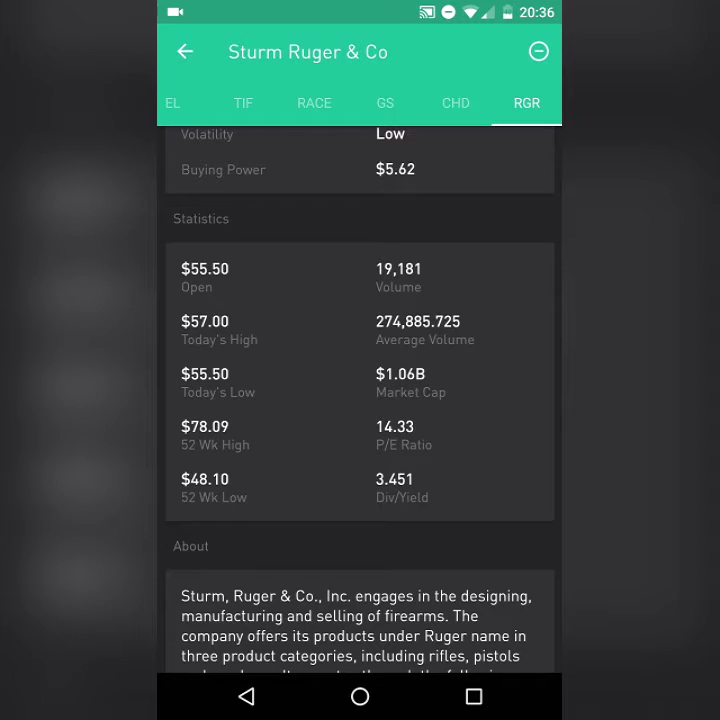 20:36
Sturm Ruger & Co
EL TIF RACE GS CHD RGR
Volatility Low
Buying Power $5.62
Statistics
$55.50 19,181
Open Volume
$57.00 274,885.725
Today's High Average Volume
$55.50 $1.06B
Today's Low Market Cap
$78.09 14.33
52 Wk High P/E Ratio
$48.10 3.451
52 Wk Low Div/Yield
About
Sturm, Ruger & Co., Inc. engages in the designing,
manufacturing and selling of firearms. The
company offers its products under Ruger name in
three product categories, including rifles, pistols